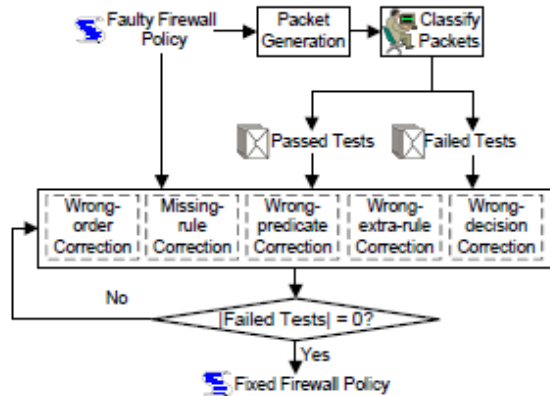 Faulty Firewall
Policy
Packet
Generation
Classify
Packets
Passed Tests
Failed Tests
Wrong-
order
Correction
Missing-
rule
Correction
Wrong-
predicate
Correction
Wrong-
extra-rule
Correction
Wrong-
decision
Correction
No
|Failed Tests| = 0?
Yes
Fixed Firewall Policy